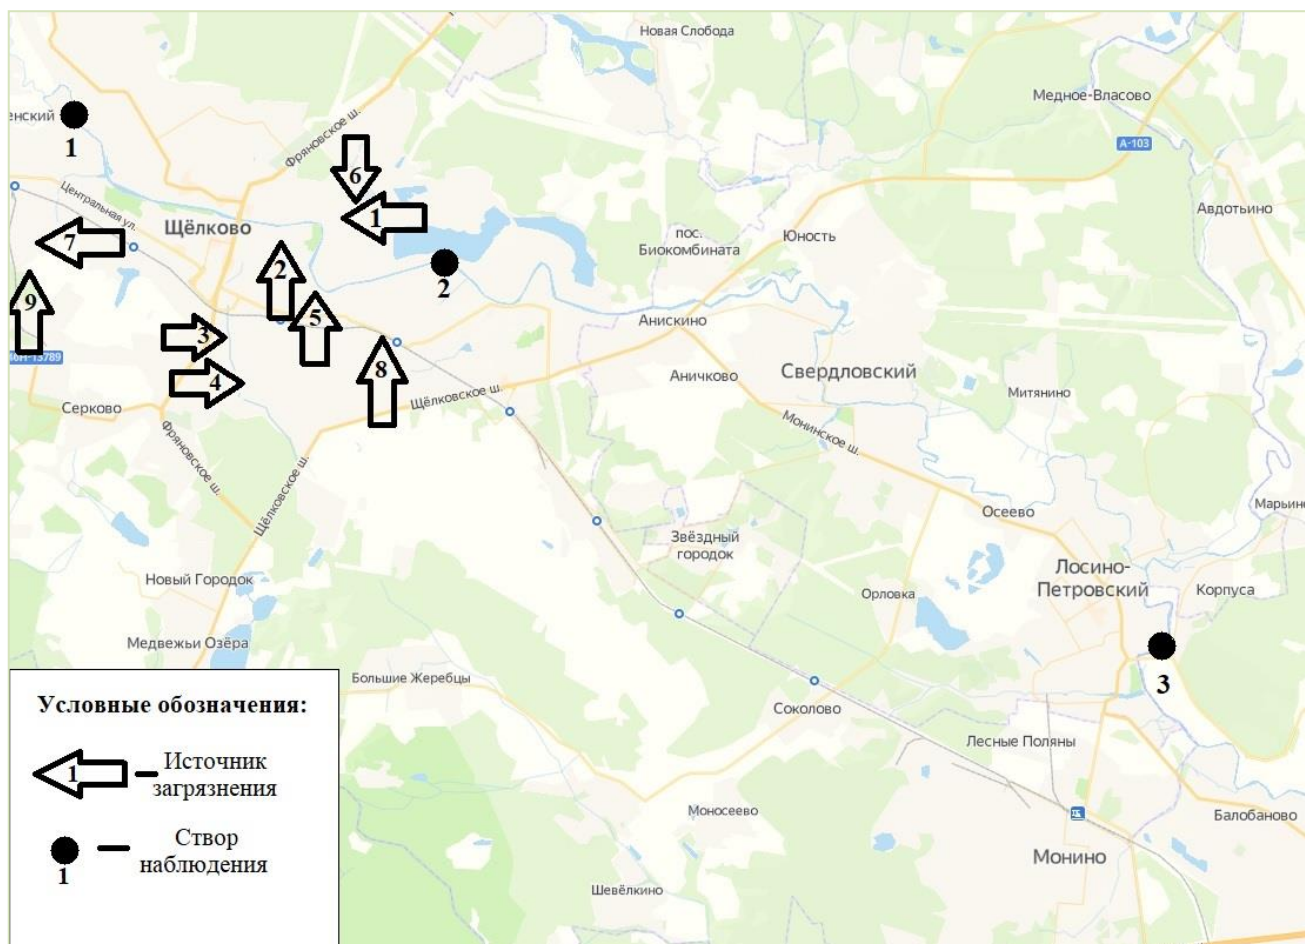 Новая Слобода
Медное-Власово
енский
1
Фряновское ш.
А-103
6
Центральная ул.
1
Авдотьино
Щёлково
7
пос.
Биокомбината
Юность
2
2
9
5
Анискино
3
46Н-13789
8
Аничково
Свердловский
4
Митянино
Серково
Щёлковское ш.
Монинское ш.
Фряновское ш.
Щёлковское ш.
Осеево
Марьино
Звёздный
городок
Лосино-
Петровский
Новый Городок
Орловка
Корпуса
Медвежьи Озёра
Большие Жеребцы
3
Соколово
Лесные Поляны
Моносеево
Балобаново
Монино
Шевёлкино
Условные обозначения:
1
Источник
загрязнения
Створ
наблюдения
1